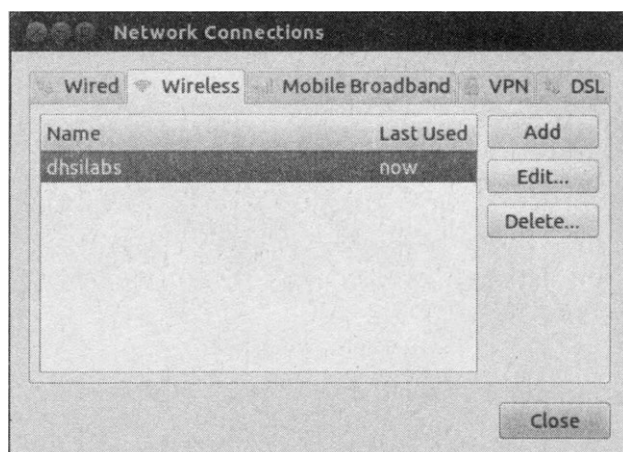 Network Connections
Wired Wireless Mobile Broadband VPN DSL
Name Last Used
dhsilabs now
Add
Edit...
Delete...
Close